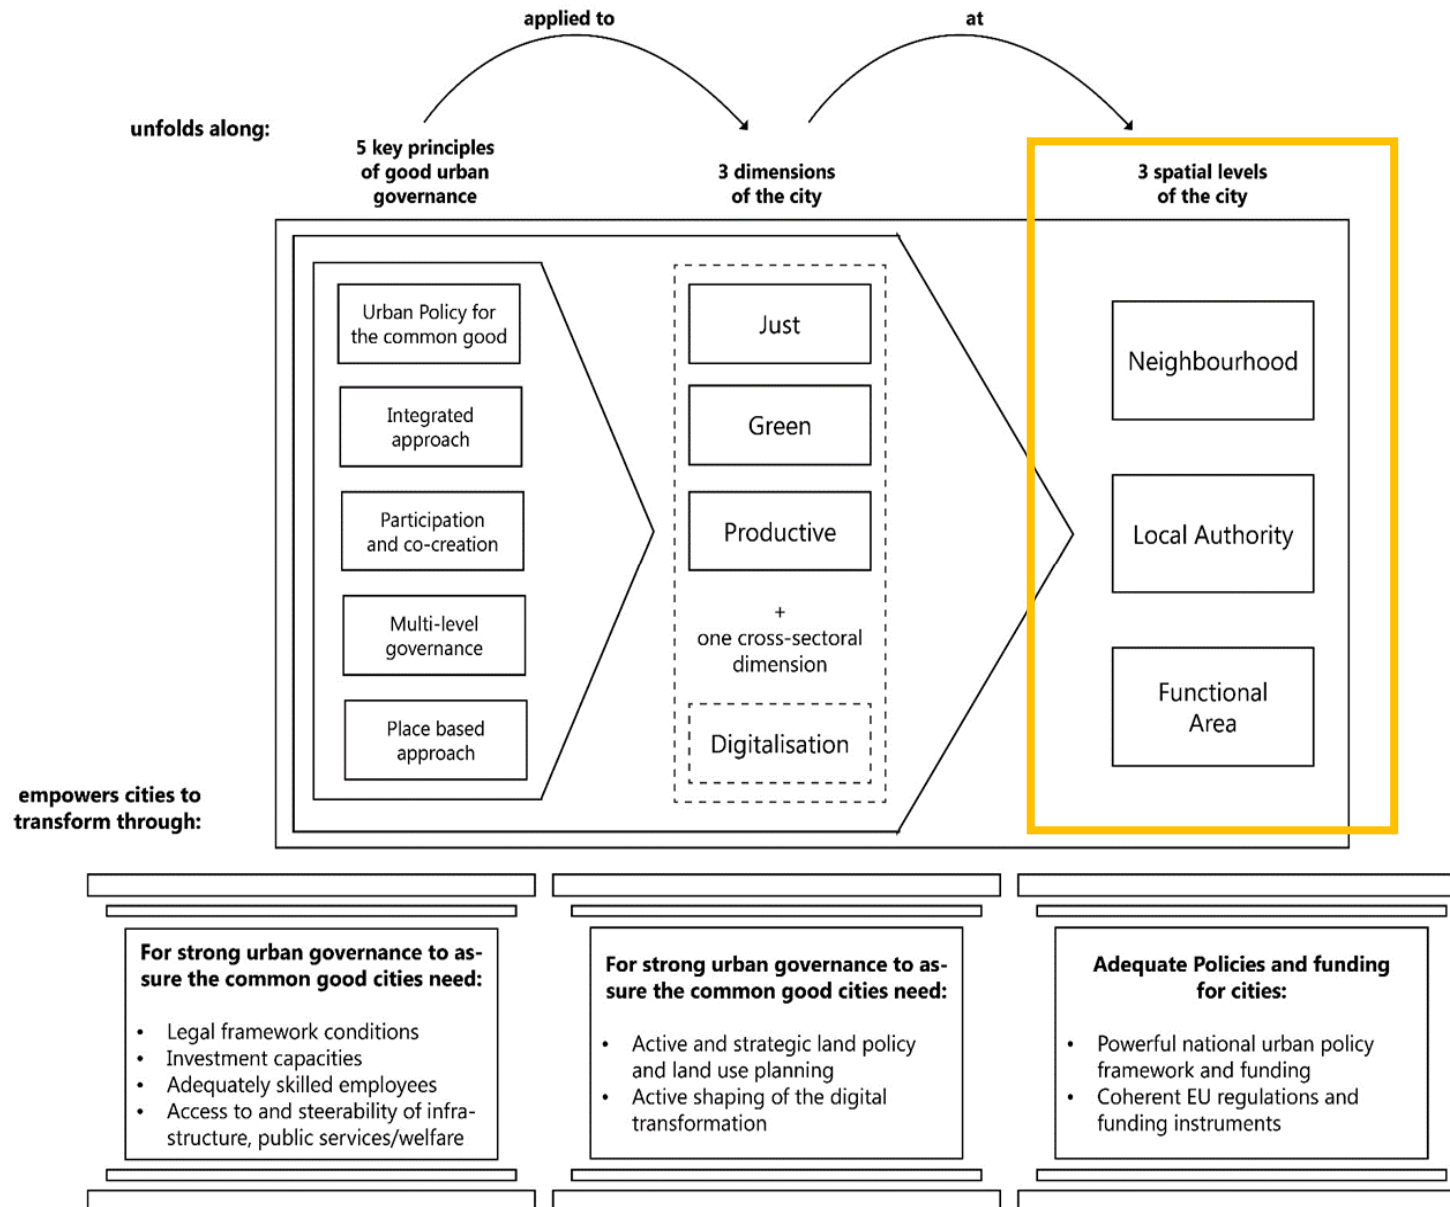 applied to
at
unfolds along:
5 key principles
of good urban
governance
3 dimensions
of the city
3 spatial levels
of the city
Urban Policy for
the common good
Integrated
approach
Participation
and co-creation
Multi-level
governance
Place based
approach
Just
Green
Productive
+
one cross-sectoral
dimension
Digitalisation
Neighbourhood
Local Authority
Functional
Area
empowers cities to
transform through:
For strong urban governance to as-
sure the common good cities need:
• Legal framework conditions
• Investment capacities
• Adequately skilled employees
• Access to and steerability of infra-
structure, public services/welfare
For strong urban governance to as-
sure the common good cities need:
• Active and strategic land policy
and land use planning
• Active shaping of the digital
transformation
Adequate Policies and funding
for cities:
• Powerful national urban policy
framework and funding
• Coherent EU regulations and
funding instruments